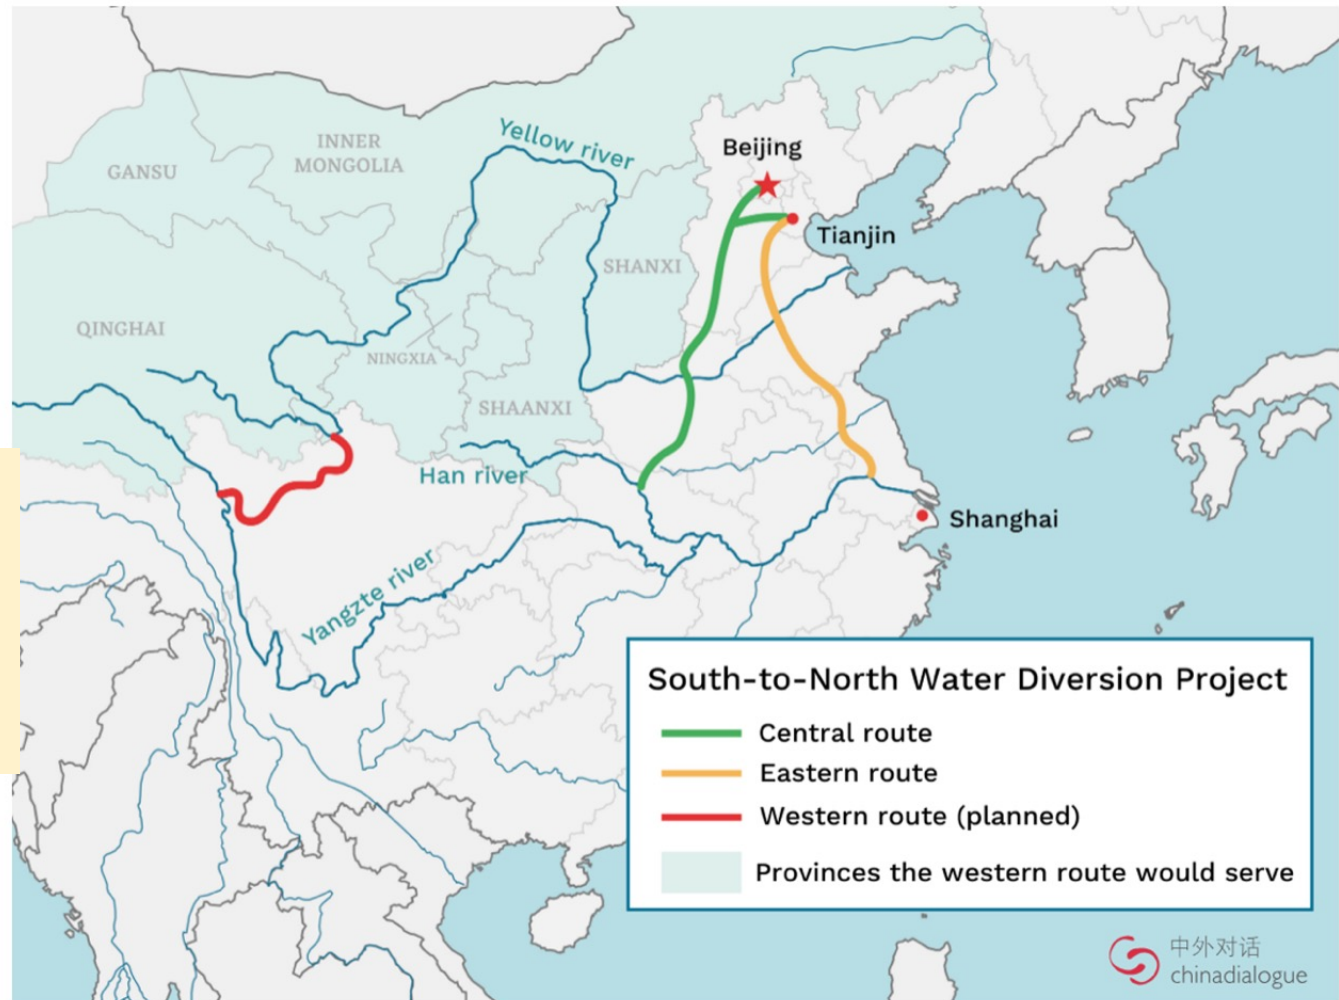 Yellow river
Beijing
INNER
MONGOLIA
GANSU
Tianjin
SHANXI
QINGHAI
NINGXIA
SHAANXI
Han river
Shanghai
Yangzte river
South-to-North Water Diversion Project
Central route
Eastern route
Western route (planned)
Provinces the western route would serve
中外对话
chinadialogue